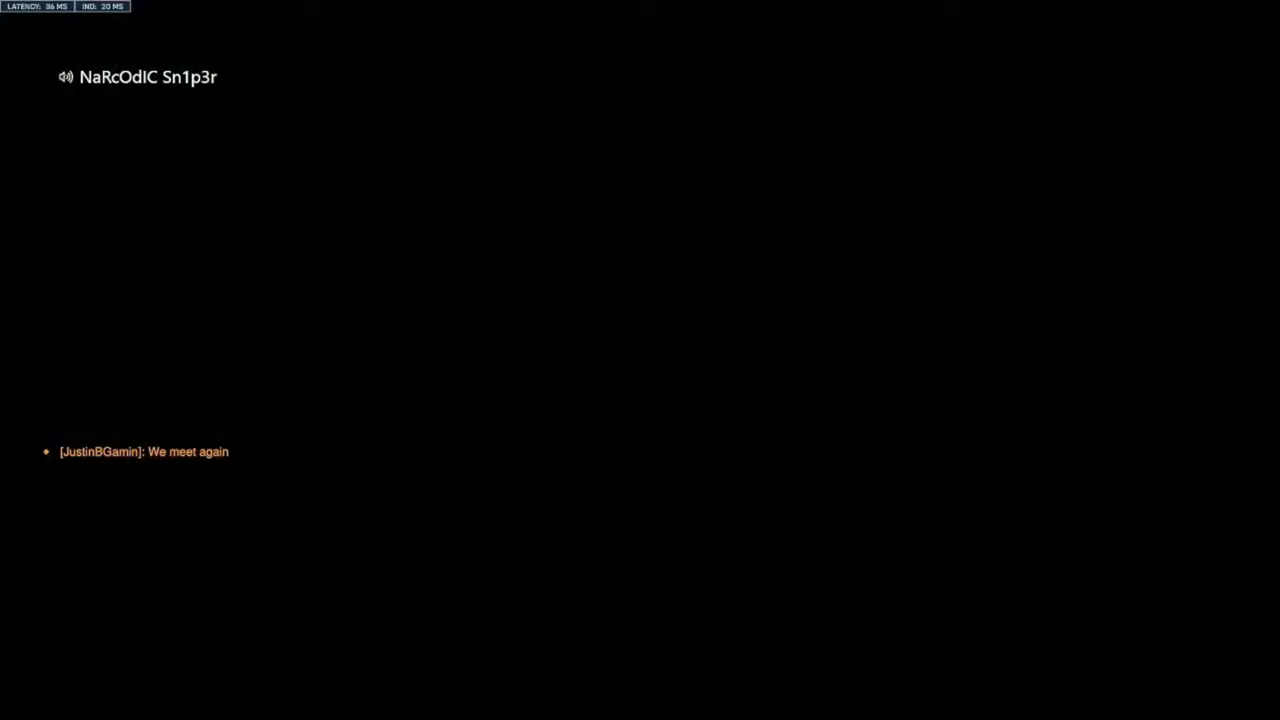 LATENCY: 36 MS IND: 20 MS
NaRcOdIC Sn1p3r
[JustinBGamin]: We meet again